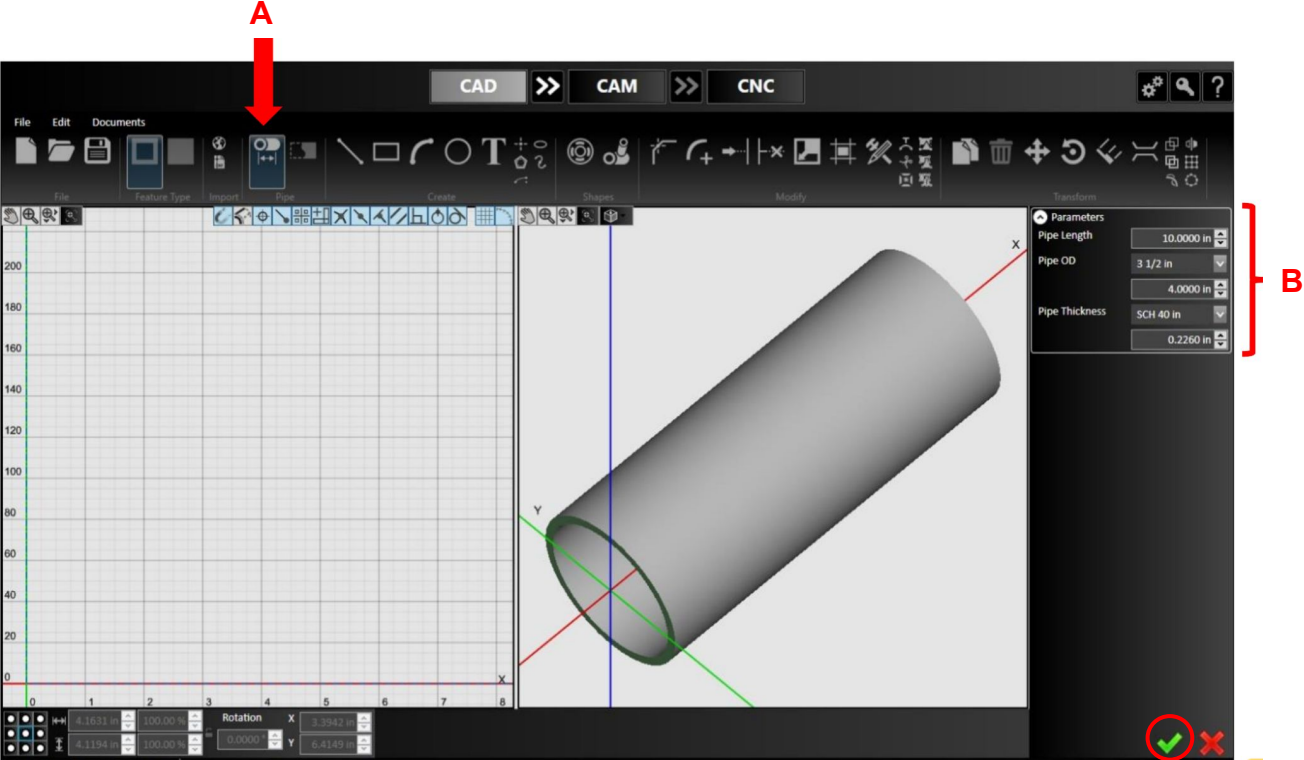 A
CAD >> CAM >> CNC
?
File Edit Documents
T
File Feature Type Import Pipe Create Shapes Modify Transform
Parameters
Pipe Length 10.0000 in
Pipe OD 3 1/2 in
4.0000 in
Pipe Thickness SCH 40 in
0.2260 in
B
X
Y
200
180
160
140
120
100
80
60
40
20
0
X
0 1 2 3 4 5 6 7 8
4.1631 in 100.00 % Rotation X 3.3942 in
4.1194 in 100.00 % 0.0000 ° Y 6.4149 in